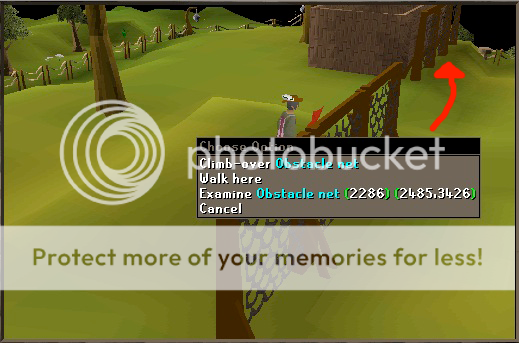 Choose Option
photobucket
Climb-over Obstacle net
Walk here
Examine Obstacle net (2286) (2485,3426)
Cancel
Protect more of your memories for less!